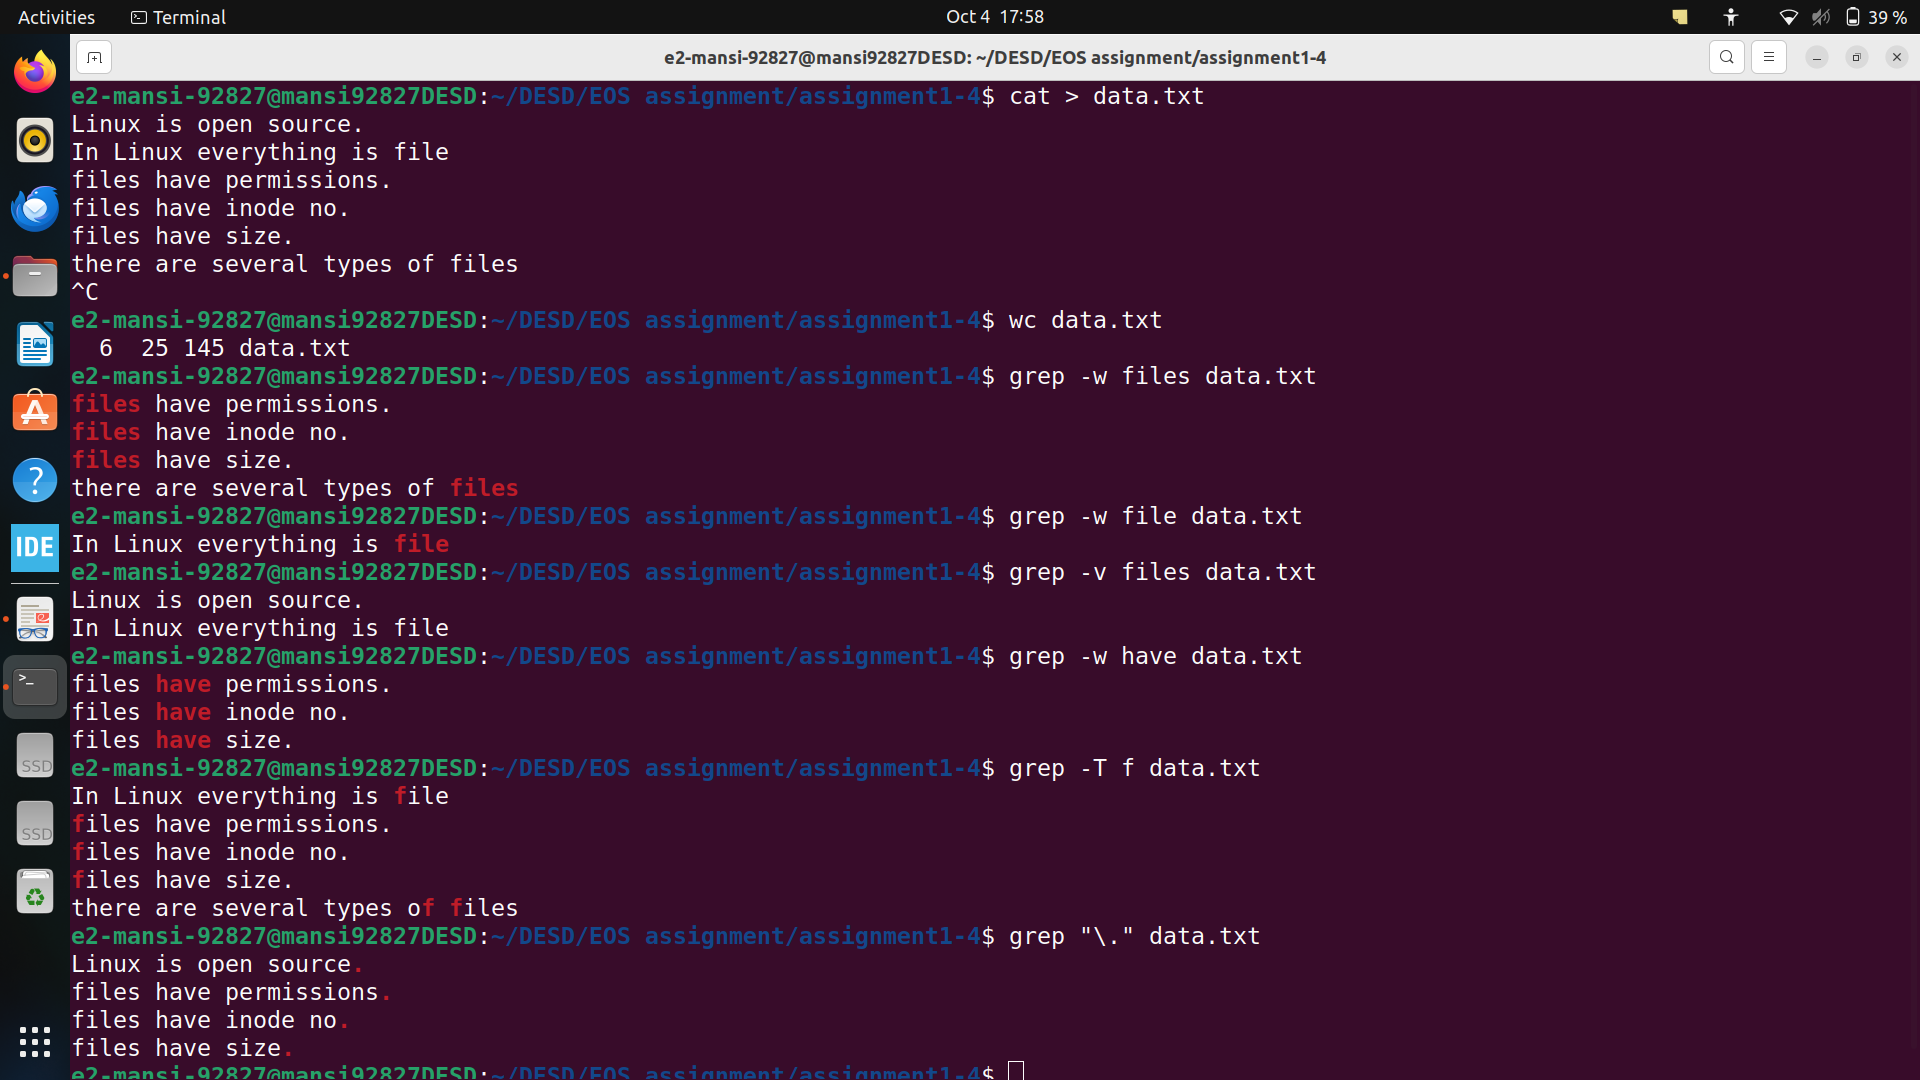 Activities Terminal Oct 4 17:58 39 %
e2-mansi-92827@mansi92827DESD: ~/DESD/EOS assignment/assignment1-4
e2-mansi-92827@mansi92827DESD:~/DESD/EOS assignment/assignment1-4$ cat > data.txt
Linux is open source.
In Linux everything is file
files have permissions.
files have inode no.
files have size.
there are several types of files
^C
e2-mansi-92827@mansi92827DESD:~/DESD/EOS assignment/assignment1-4$ wc data.txt
  6  25 145 data.txt
e2-mansi-92827@mansi92827DESD:~/DESD/EOS assignment/assignment1-4$ grep -w files data.txt
files have permissions.
files have inode no.
files have size.
there are several types of files
e2-mansi-92827@mansi92827DESD:~/DESD/EOS assignment/assignment1-4$ grep -w file data.txt
In Linux everything is file
e2-mansi-92827@mansi92827DESD:~/DESD/EOS assignment/assignment1-4$ grep -v files data.txt
Linux is open source.
In Linux everything is file
e2-mansi-92827@mansi92827DESD:~/DESD/EOS assignment/assignment1-4$ grep -w have data.txt
files have permissions.
files have inode no.
files have size.
e2-mansi-92827@mansi92827DESD:~/DESD/EOS assignment/assignment1-4$ grep -T f data.txt
In Linux everything is file
files have permissions.
files have inode no.
files have size.
there are several types of files
e2-mansi-92827@mansi92827DESD:~/DESD/EOS assignment/assignment1-4$ grep "\." data.txt
Linux is open source.
files have permissions.
files have inode no.
files have size.
e2-mansi-92827@mansi92827DESD:~/DESD/EOS assignment/assignment1-4$
IDE
SSD
SSD